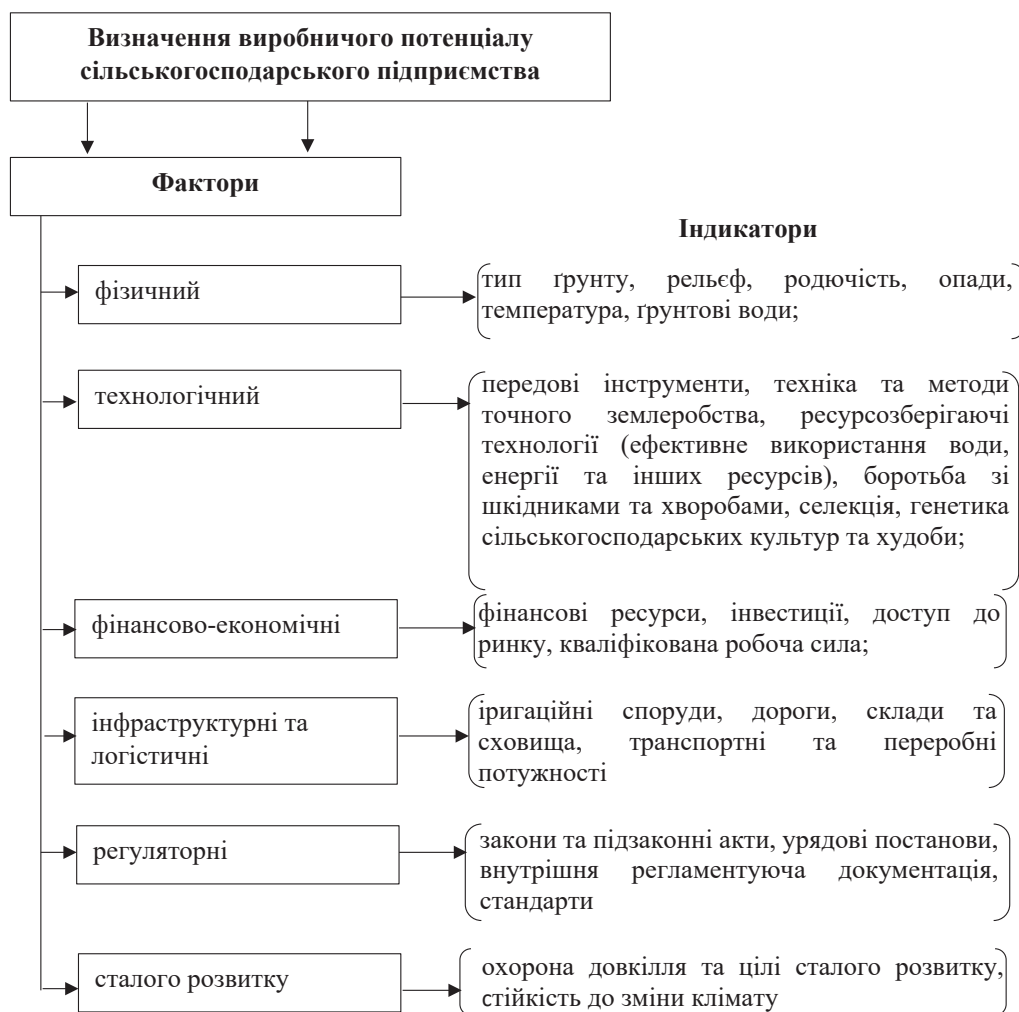 Визначення виробничого потенціалу
сільськогосподарського підприємства
Фактори
Індикатори
фізичний
тип ґрунту, рельєф, родючість, опади,
температура, ґрунтові води;
технологічний
передові інструменти, техніка та методи
точного землеробства, ресурсозберігаючі
технології (ефективне використання води,
енергії та інших ресурсів), боротьба зі
шкідниками та хворобами, селекція, генетика
сільськогосподарських культур та худоби;
фінансово-економічні
фінансові ресурси, інвестиції, доступ до
ринку, кваліфікована робоча сила;
інфраструктурні та
логістичні
іригаційні споруди, дороги, склади та
сховища, транспортні та переробні
потужності
регуляторні
закони та підзаконні акти, урядові постанови,
внутрішня регламентуюча документація,
стандарти
сталого розвитку
охорона довкілля та цілі сталого розвитку,
стійкість до зміни клімату